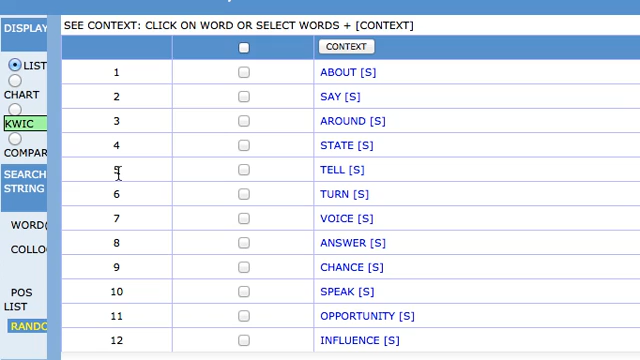 SEE CONTEXT: CLICK ON WORD OR SELECT WORDS + [CONTEXT]
DISPLAY
LIST
CHART
KWIC
COMPAR
SEARCH
STRING
WORD(
COLLO
POS
LIST
RANDO
CONTEXT
1 ABOUT [S]
2 SAY [S]
3 AROUND [S]
4 STATE [S]
5 TELL [S]
6 TURN [S]
7 VOICE [S]
8 ANSWER [S]
9 CHANCE [S]
10 SPEAK [S]
11 OPPORTUNITY [S]
12 INFLUENCE [S]